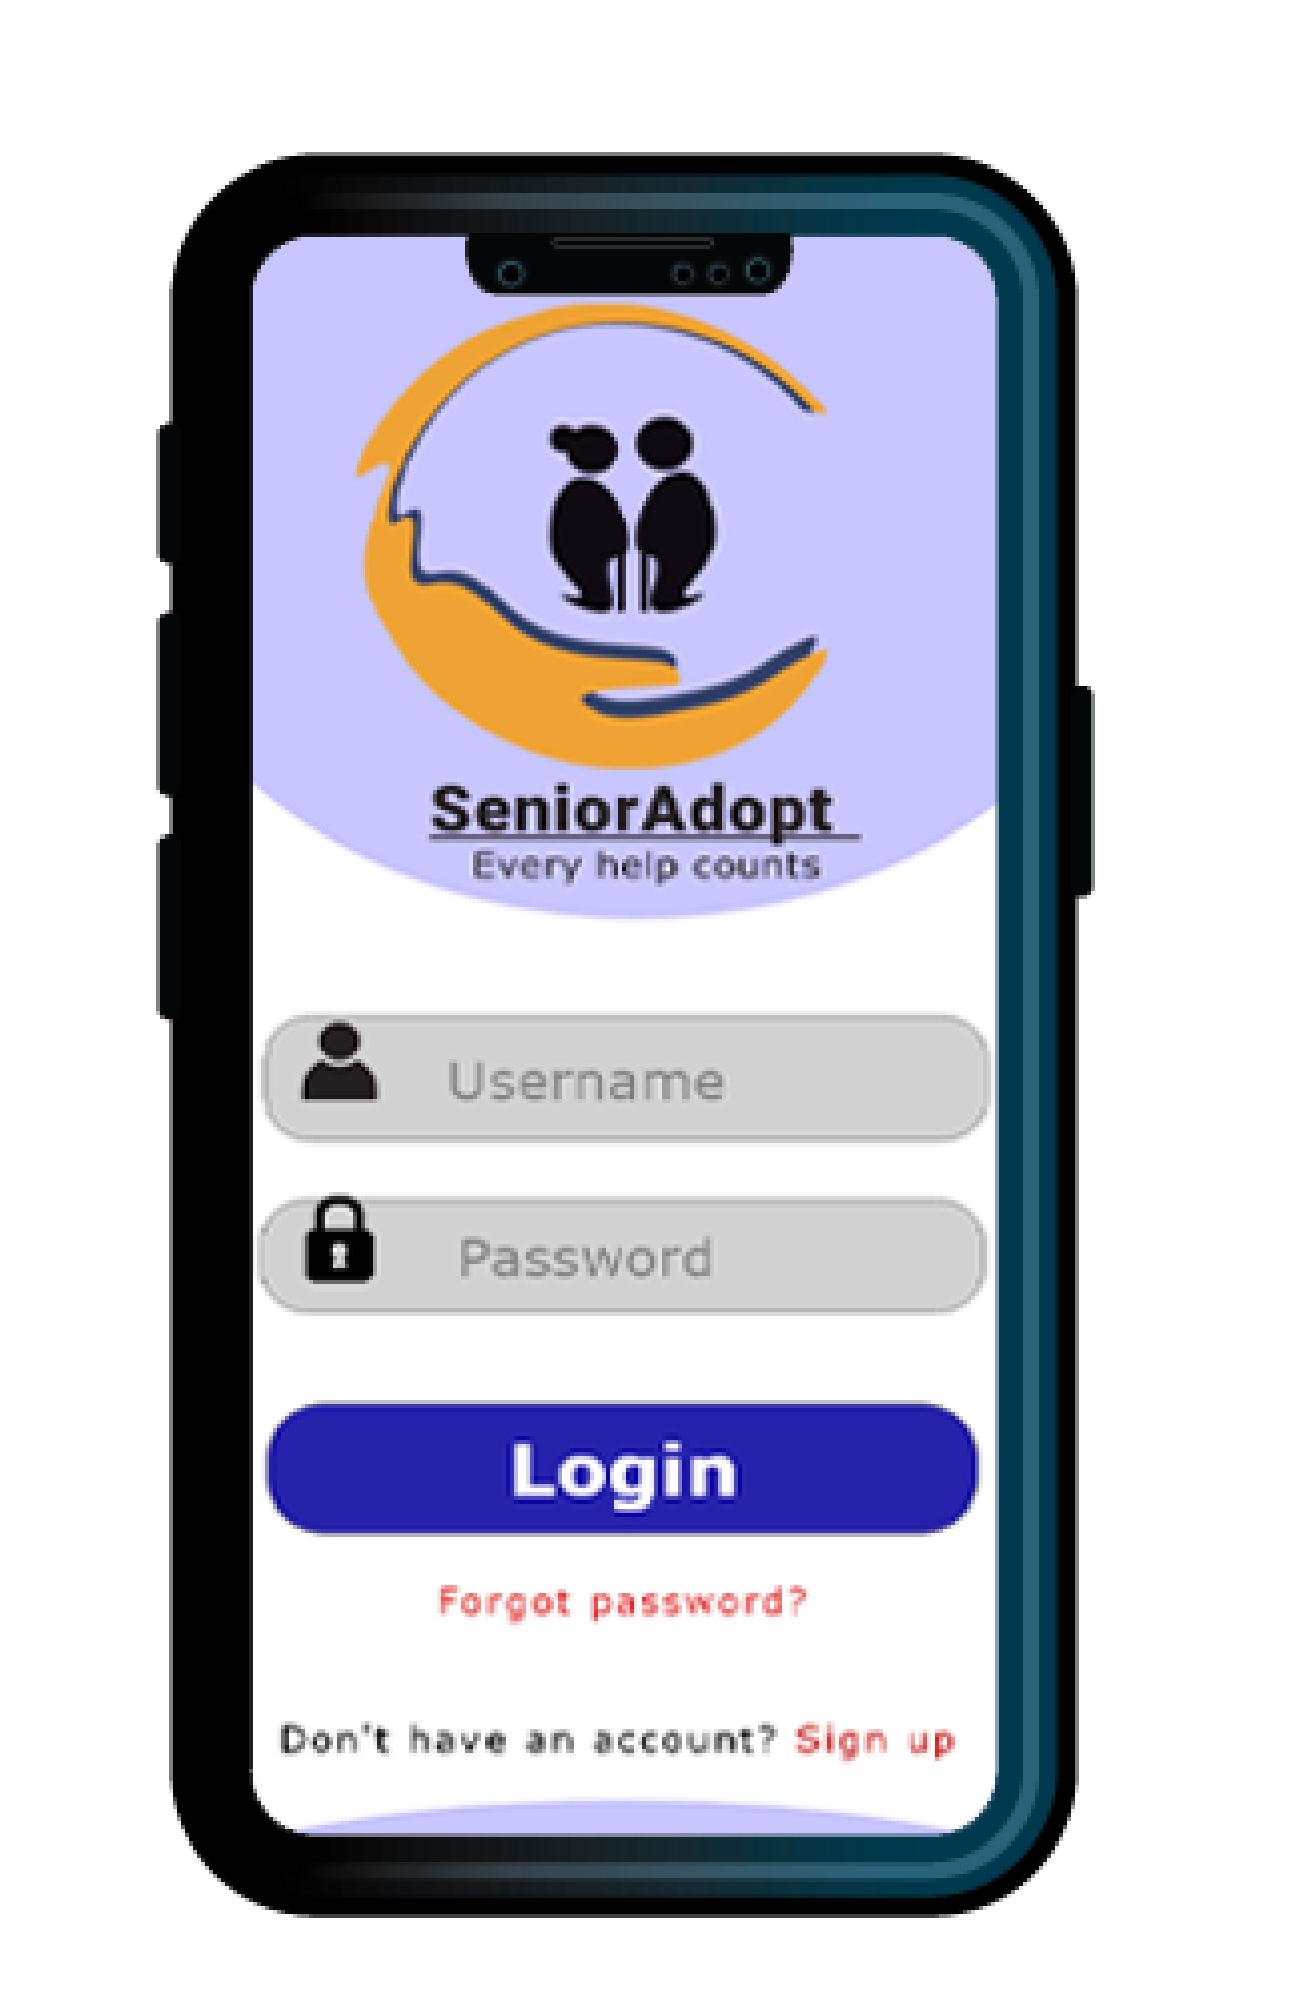 SeniorAdopt
Every help counts
Username
Password
Login
Forgot password?
Don't have an account? Sign up